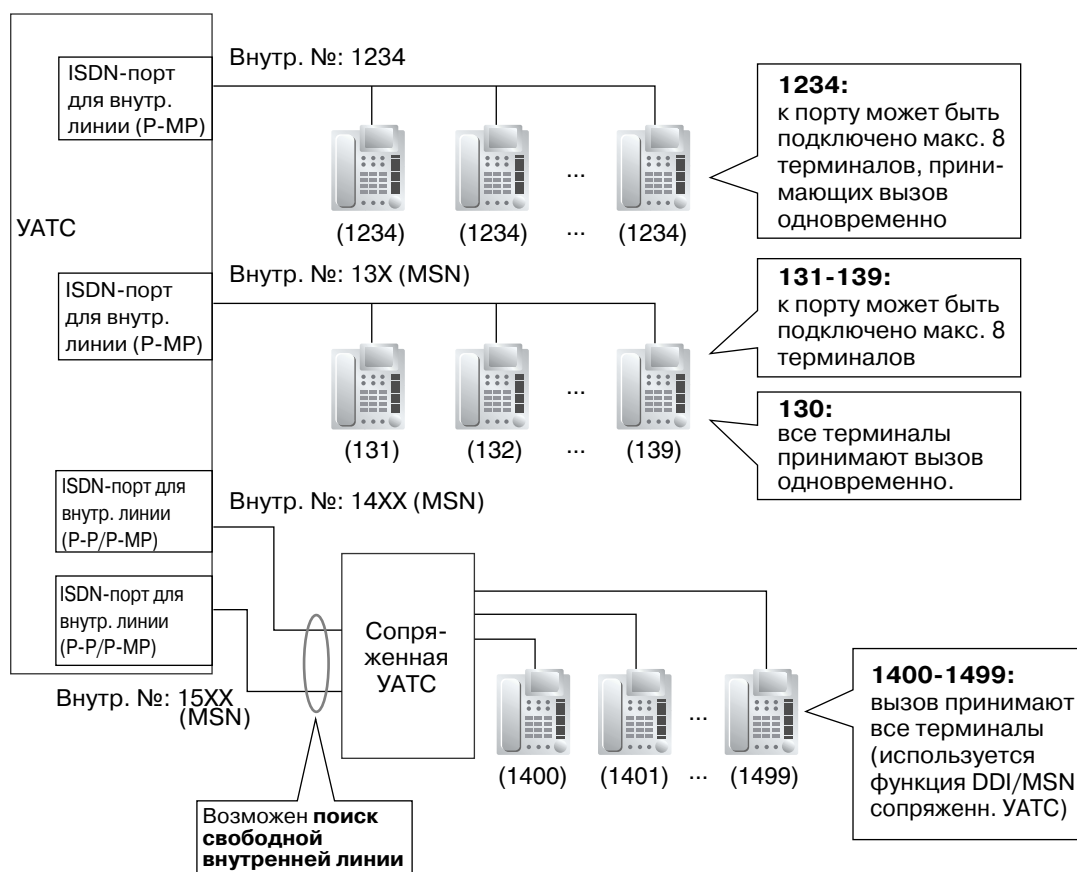 ISDN-порт
для внутр.
линии (P-MP)
Внутр. №: 1234
(1234)
(1234)
...
...
(1234)
1234:
к порту может быть
подключено макс. 8
терминалов, прини-
мающих вызов
одновременно
УАТС
ISDN-порт
для внутр.
линии (P-MP)
Внутр. №: 13X (MSN)
(131)
(132)
...
...
(139)
131-139:
к порту может быть
подключено макс. 8
терминалов
130:
все терминалы
принимают вызов
одновременно.
ISDN-порт для
внутр. линии
(P-P/P-MP)
Внутр. №: 14XX (MSN)
ISDN-порт для
внутр. линии
(P-P/P-MP)
Внутр. №: 15XX
(MSN)
Сопря-
женная
УАТС
(1400)
(1401)
...
...
(1499)
1400-1499:
вызов принимают
все терминалы
(используется
функция DDI/MSN
сопряженн. УАТС)
Возможен поиск
свободной
внутренней линии